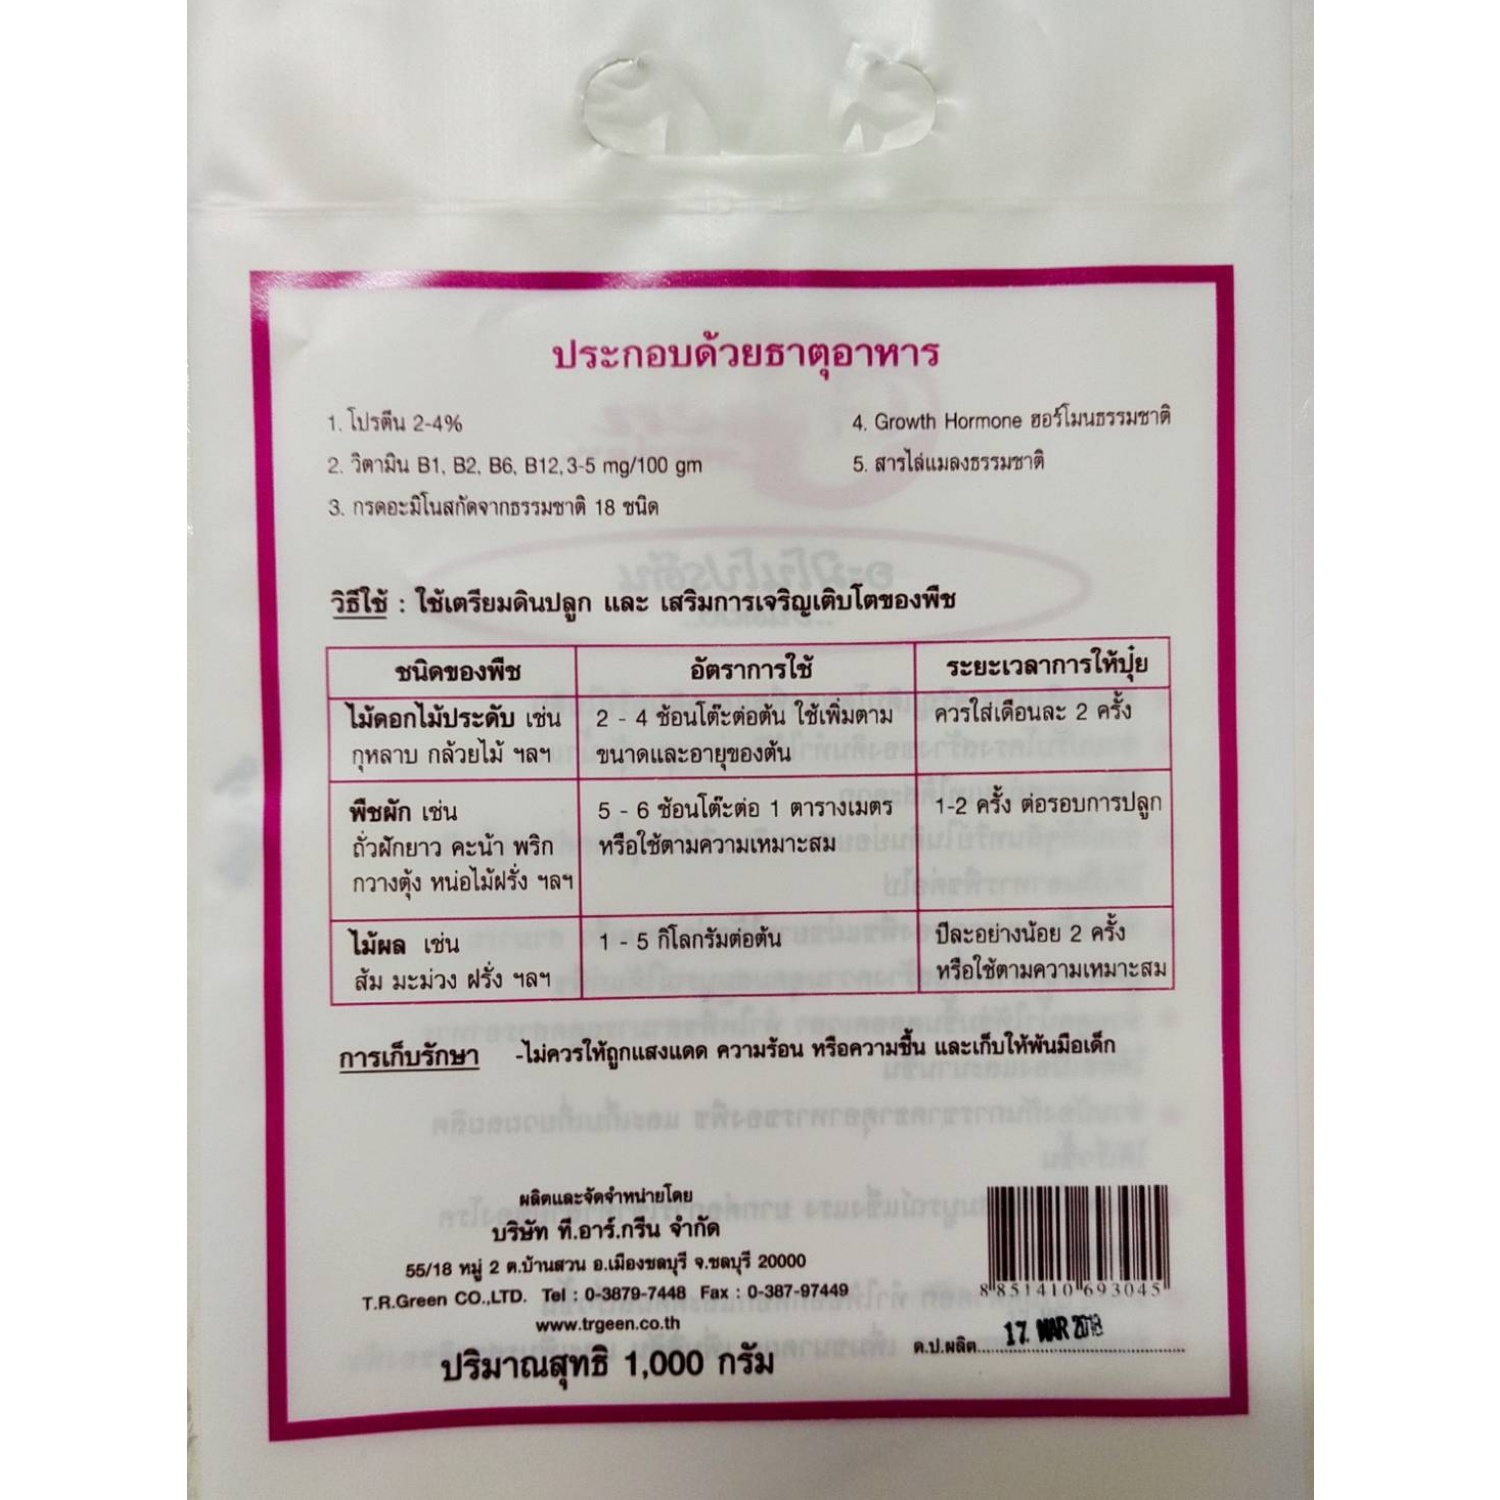 ประกอบด้วยธาตุอาหาร
1. โปรตีน 2-4%
2. วิตามิน B1, B2, B6, B12, 3-5 mg/100 gm
3. กรดอะมิโนสกัดจากธรรมชาติ 18 ชนิด
4. Growth Hormone ฮอร์โมนธรรมชาติ
5. สารไล่แมลงธรรมชาติ
วิธีใช้ : ใช้เตรียมดินปลูก และ เสริมการเจริญเติบโตของพืช
ชนิดของพืช อัตราการใช้ ระยะเวลาการให้ปุ๋ย
ไม้ดอกไม้ประดับ เช่น 2 - 4 ช้อนโต๊ะต่อต้น ใช้เพิ่มตาม ควรใส่เดือนละ 2 ครั้ง
กุหลาบ กล้วยไม้ ฯลฯ ขนาดและอายุของต้น
พืชผัก เช่น 5 - 6 ช้อนโต๊ะต่อ 1 ตารางเมตร 1-2 ครั้ง ต่อรอบการปลูก
ถั่วฝักยาว คะน้า พริก หรือใช้ตามความเหมาะสม
กวางตุ้ง หน่อไม้ฝรั่ง ฯลฯ
ไม้ผล เช่น 1 - 5 กิโลกรัมต่อต้น ปีละอย่างน้อย 2 ครั้ง
ส้ม มะม่วง ฝรั่ง ฯลฯ หรือใช้ตามความเหมาะสม
การเก็บรักษา -ไม่ควรให้ถูกแสงแดด ความร้อน หรือความชื้น และเก็บให้พ้นมือเด็ก
ผลิตและจัดจำหน่ายโดย
บริษัท ที.อาร์.กรีน จำกัด
55/18 หมู่ 2 ต.บ้านสวน อ.เมืองชลบุรี จ.ชลบุรี 20000
T.R.Green CO.,LTD. Tel : 0-3879-7448 Fax : 0-387-97449
www.trgeen.co.th
ปริมาณสุทธิ 1,000 กรัม
8 851410 693045
ด.ป.ผลิต 17. MAR 2018